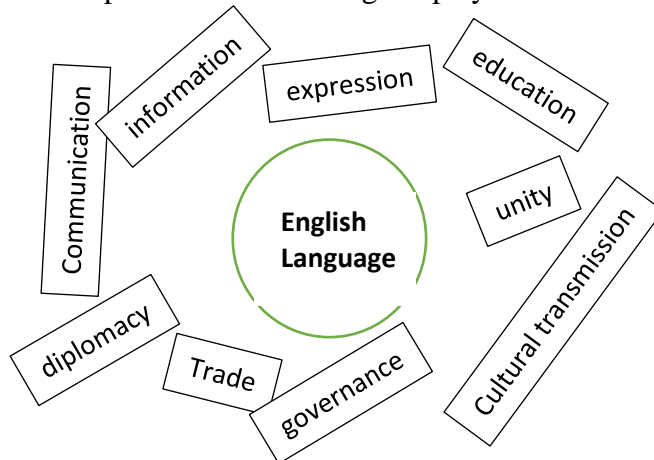 information
expression
education
Communication
unity
English
Language
Cultural transmission
diplomacy
Trade
governance